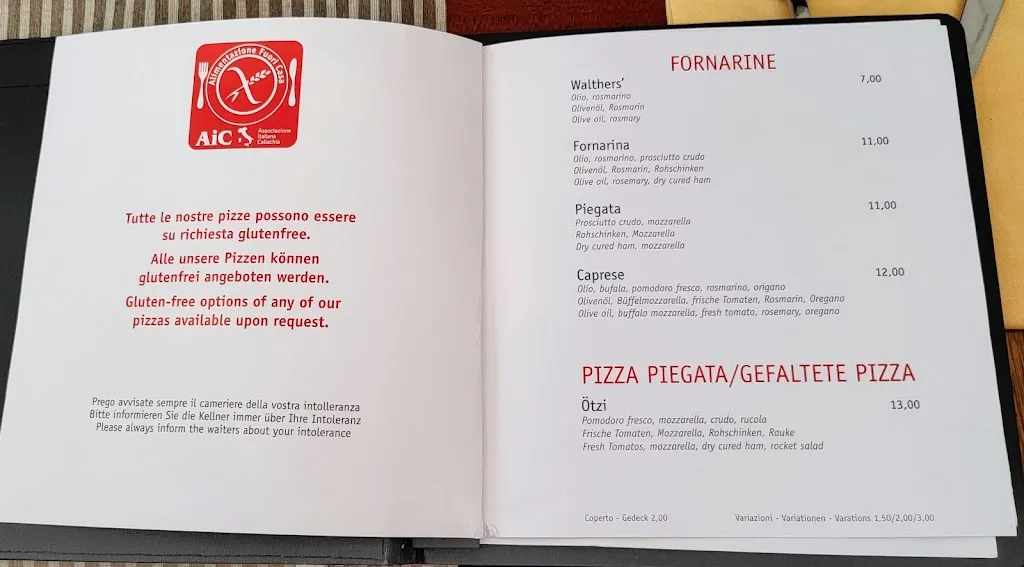 Alimentazione Fuori Casa
AiC Associazione
Italiana
Celiachia
Tutte le nostre pizze possono essere
su richiesta glutenfree.
Alle unsere Pizzen können
glutenfrei angeboten werden.
Gluten-free options of any of our
pizzas available upon request.
Prego avvisate sempre il cameriere della vostra intolleranza
Bitte informieren Sie die Kellner immer über Ihre Intoleranz
Please always inform the waiters about your intolerance
FORNARINE
Walthers’ 7,00
Olio, rosmarino
Olivenöl, Rosmarin
Olive oil, rosmary
Fornarina 11,00
Olio, rosmarino, prosciutto crudo
Olivenöl, Rosmarin, Rohschinken
Olive oil, rosemary, dry cured ham
Piegata 11,00
Prosciutto crudo, mozzarella
Rohschinken, Mozzarella
Dry cured ham, mozzarella
Caprese 12,00
Olio, bufala, pomodoro fresco, rosmarino, origano
Olivenöl, Büffelmozzarella, frische Tomaten, Rosmarin, Oregano
Olive oil, buffalo mozzarella, fresh tomato, rosemary, oregano
PIZZA PIEGATA/GEFALTETE PIZZA
Ötzi 13,00
Pomodoro fresco, mozzarella, crudo, rucola
Frische Tomaten, Mozzarella, Rohschinken, Rauke
Fresh Tomatos, mozzarella, dry cured ham, rocket salad
Coperto - Gedeck 2,00 Variazioni - Variationen - Varations 1,50/2,00/3,00